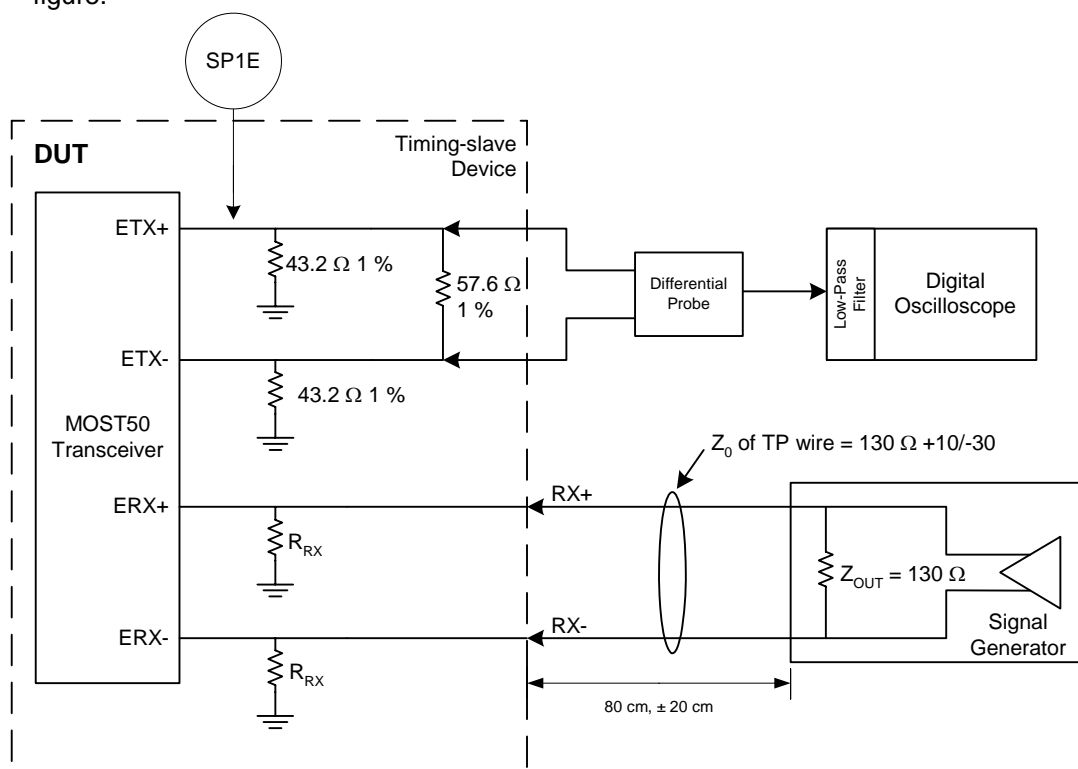 figure.
SP1E
DUT
Timing-slave
Device
ETX+
43.2 Ω 1 %
57.6 Ω
1 %
Differential
Probe
Low-Pass
Filter
Digital
Oscilloscope
ETX-
43.2 Ω 1 %
MOST50
Transceiver
Z0 of TP wire = 130 Ω +10/-30
ERX+
RX+
RRX
ZOUT = 130 Ω
ERX-
RX-
Signal
Generator
RRX
80 cm, ± 20 cm